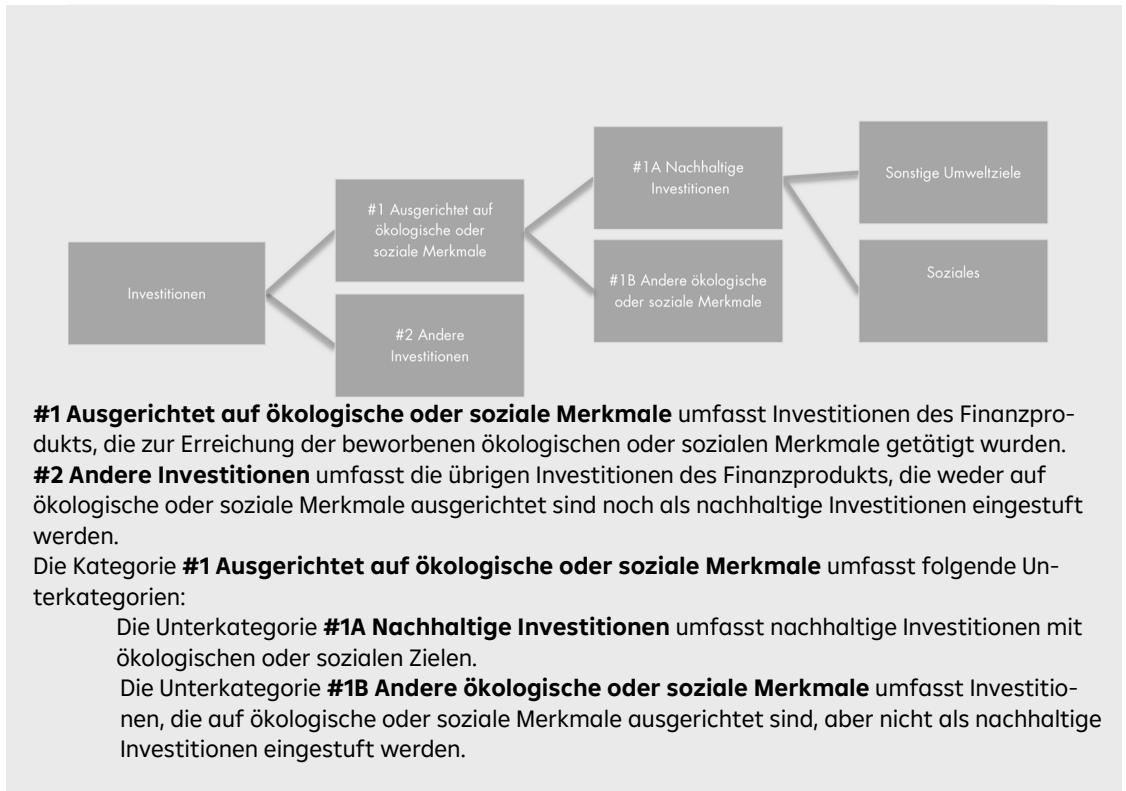 Investitionen
#1 Ausgerichtet auf
ökologische oder
soziale Merkmale
#2 Andere
Investitionen
#1A Nachhaltige
Investitionen
#1B Andere ökologische
oder soziale Merkmale
Sonstige Umweltziele
Soziales
#1 Ausgerichtet auf ökologische oder soziale Merkmale umfasst Investitionen des Finanzpro-
dukts, die zur Erreichung der beworbenen ökologischen oder sozialen Merkmale getätigt wurden.
#2 Andere Investitionen umfasst die übrigen Investitionen des Finanzprodukts, die weder auf
ökologische oder soziale Merkmale ausgerichtet sind noch als nachhaltige Investitionen eingestuft
werden.
Die Kategorie #1 Ausgerichtet auf ökologische oder soziale Merkmale umfasst folgende Un-
terkategorien:
Die Unterkategorie #1A Nachhaltige Investitionen umfasst nachhaltige Investitionen mit
ökologischen oder sozialen Zielen.
Die Unterkategorie #1B Andere ökologische oder soziale Merkmale umfasst Investitio-
nen, die auf ökologische oder soziale Merkmale ausgerichtet sind, aber nicht als nachhaltige
Investitionen eingestuft werden.